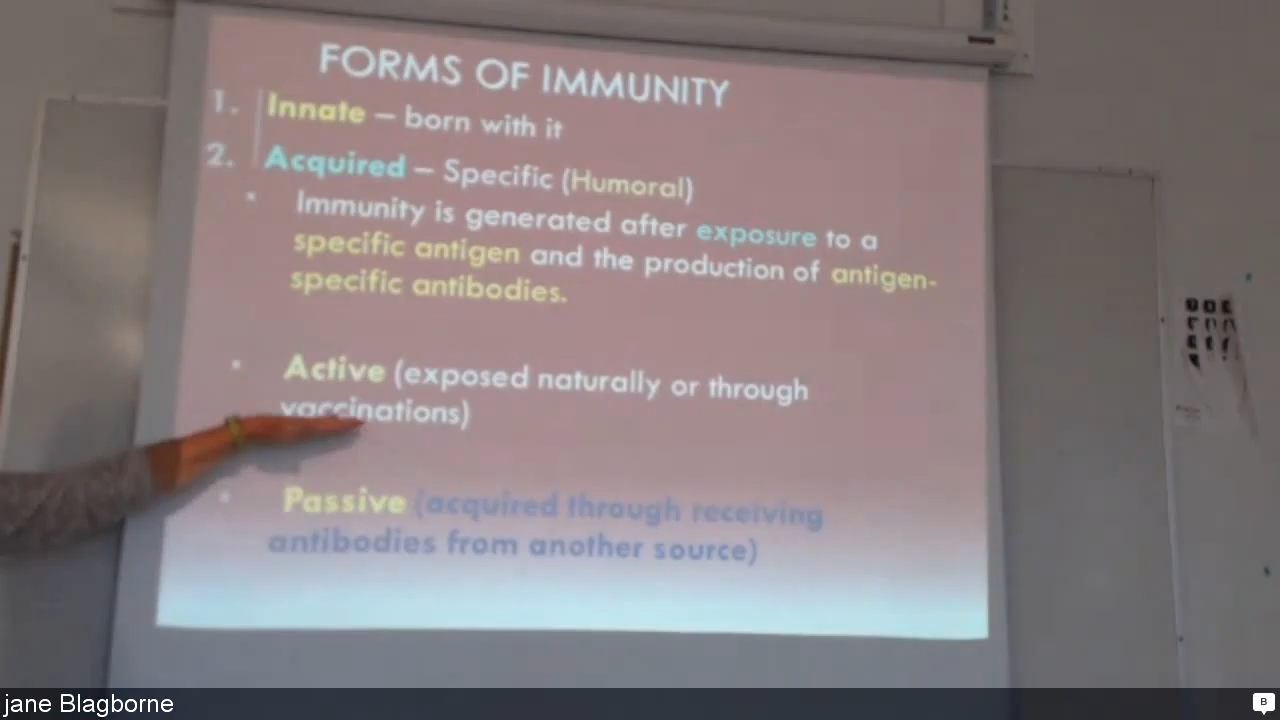 FORMS OF IMMUNITY
1. Innate – born with it
2. Acquired – Specific (Humoral)
• Immunity is generated after exposure to a
specific antigen and the production of antigen-
specific antibodies.
• Active (exposed naturally or through
vaccinations)
• Passive (acquired through receiving
antibodies from another source)
jane Blagborne
B